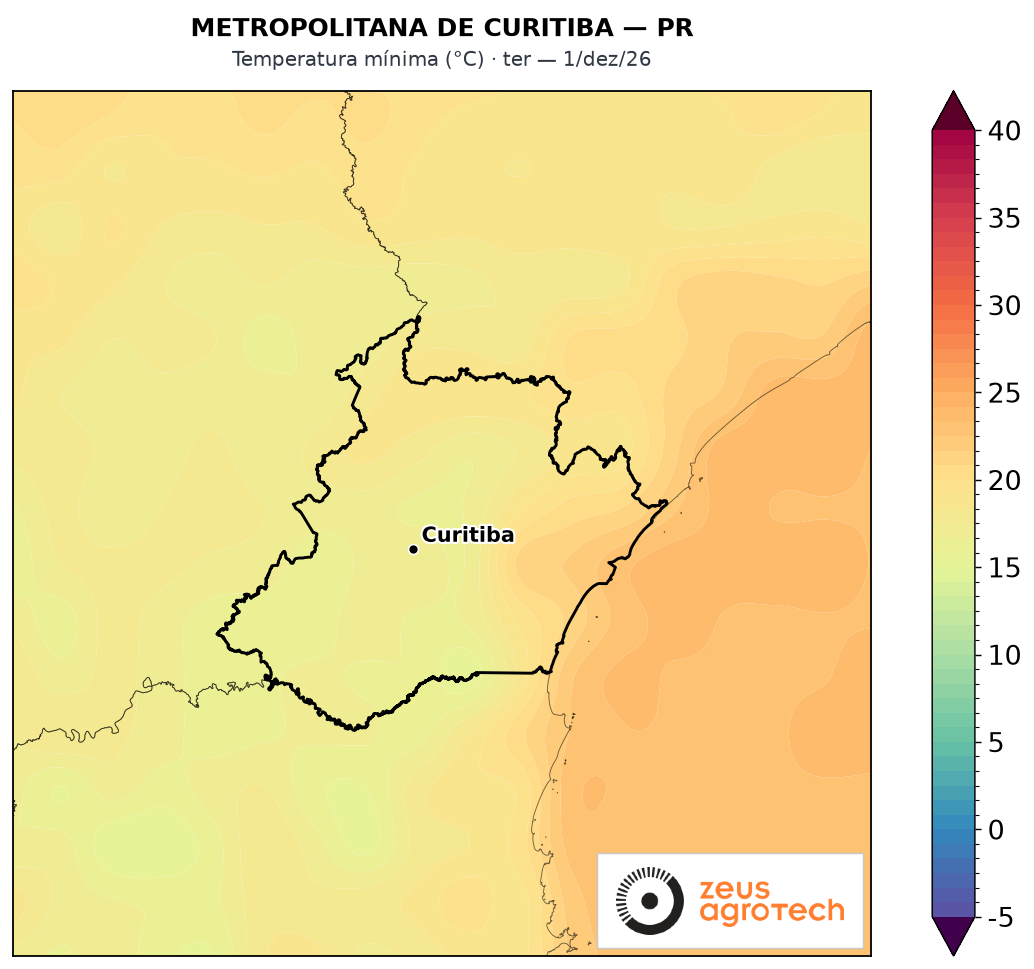 METROPOLITANA DE CURITIBA — PR
Temperatura mínima (°C) · ter — 1/dez/26
40
35
30
25
20
15
10
5
0
-5
Curitiba
zeus
agrotech